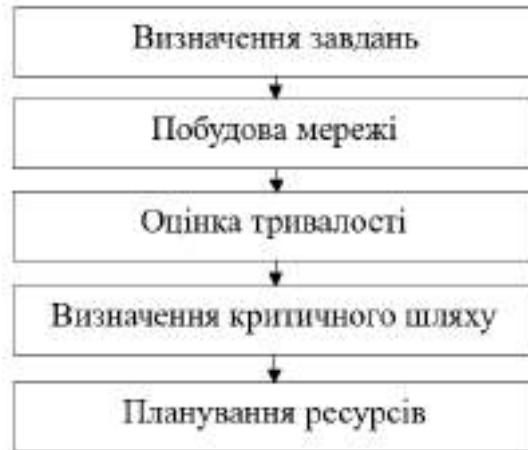 Визначення завдань
Побудова мережі
Оцінка тривалості
Визначення критичного шляху
Планування ресурсів